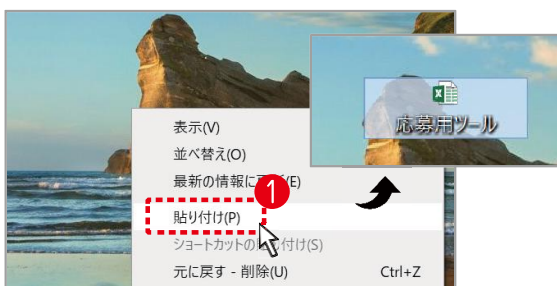 表示(V)
並べ替え(O)
最新の情報に (E)
1
貼り付け(P)
ショートカットの り付け(S)
元に戻す - 削除(U) Ctrl+Z
応募用ツール